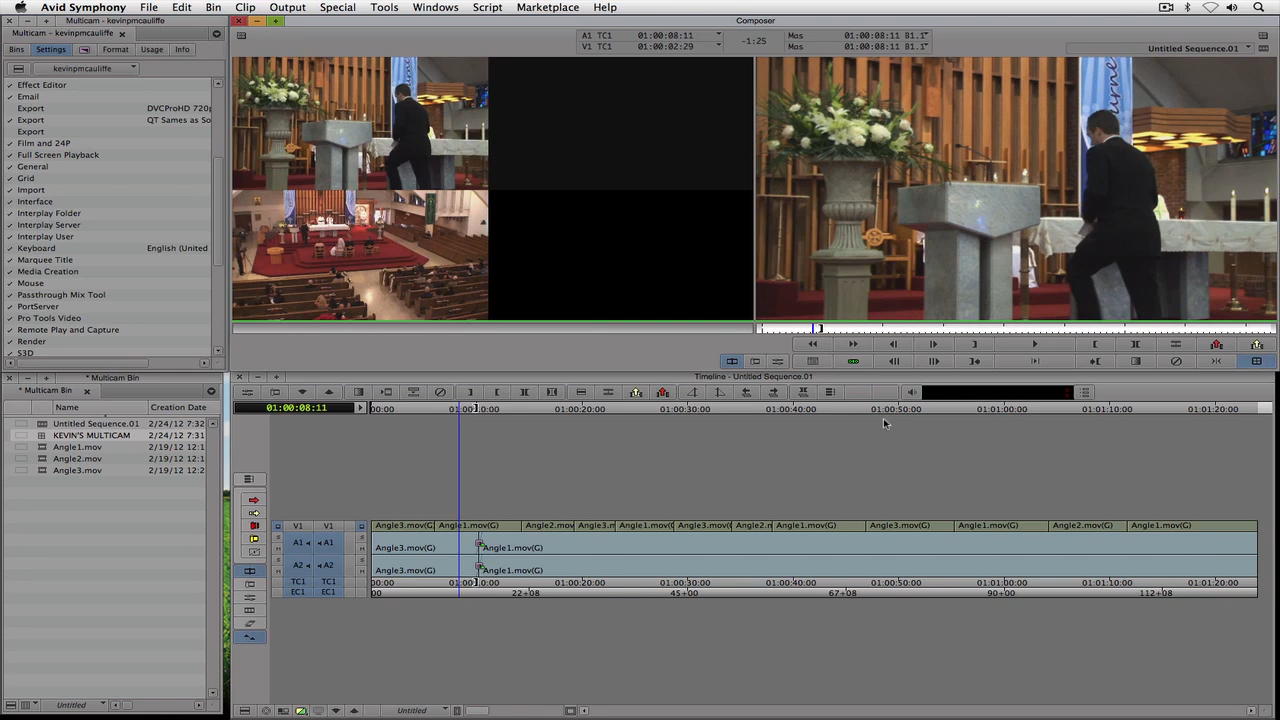 Avid Symphony File Edit Bin Clip Output Special Tools Windows Script Marketplace Help
Multicam - kevinpmcauliffe
Composer
Multicam - kevinpmcauliffe
Bins Settings Format Usage Info
kevinpmcauliffe
A1 TC1 01:00:08:11
V1 TC1 01:00:02:29
-1:25
Mas 01:00:08:11 B1.1
Mas 01:00:08:11 B1.1
Untitled Sequence.01
Effect Editor
Email
Export DVCProHD 720p
Export QT Sames as So
Export
Film and 24P
Full Screen Playback
General
Grid
Import
Interface
Interplay Folder
Interplay Server
Interplay User
Keyboard English (United
Marquee Title
Media Creation
Mouse
Passthrough Mix Tool
PortServer
Pro Tools Video
Remote Play and Capture
Render
S3D
* Multicam Bin
* Multicam Bin
Name Creation Date
Untitled Sequence.01 2/24/12 7:32
KEVIN'S MULTICAM 2/24/12 7:31
Angle1.mov 2/19/12 12:1
Angle2.mov 2/19/12 12:1
Angle3.mov 2/19/12 12:2
Untitled
Timeline - Untitled Sequence.01
01:00:08:11
00:00 01:00:10:00 01:00:20:00 01:00:30:00 01:00:40:00 01:00:50:00 01:01:00:00 01:01:10:00 01:01:20:00
V1 V1 Angle3.mov(G Angle1.mov(G) Angle2.mov Angle3.m Angle1.mov(G Angle3.mov(G Angle2.n Angle1.mov(G) Angle3.mov(G) Angle1.mov(G) Angle2.mov(G) Angle1.mov(G)
A1 A1 Angle3.mov(G) Angle1.mov(G)
A2 A2 Angle3.mov(G) Angle1.mov(G)
TC1 TC1 00:00 01:00:10:00 01:00:20:00 01:00:30:00 01:00:40:00 01:00:50:00 01:01:00:00 01:01:10:00 01:01:20:00
EC1 EC1 00 22+08 45+00 67+08 90+00 112+08
Untitled